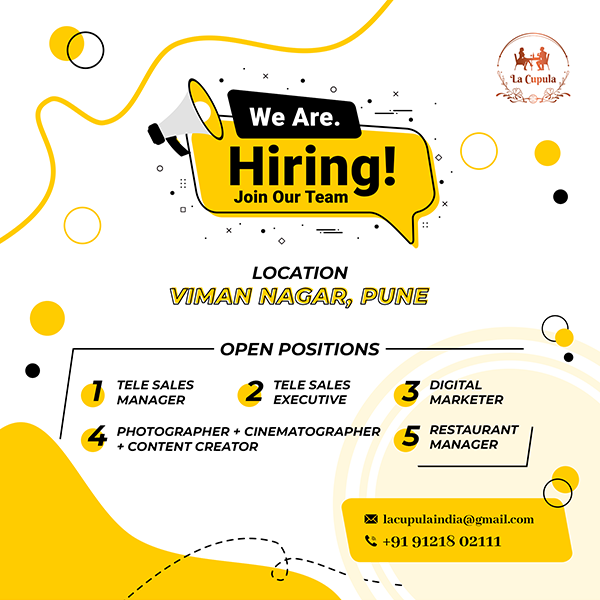 La Cupula
We Are.
Hiring!
Join Our Team
LOCATION
VIMAN NAGAR, PUNE
OPEN POSITIONS
1 TELE SALES
MANAGER
2 TELE SALES
EXECUTIVE
3 DIGITAL
MARKETER
4 PHOTOGRAPHER + CINEMATOGRAPHER
+ CONTENT CREATOR
5 RESTAURANT
MANAGER
lacupulaindia@gmail.com
+91 91218 02111